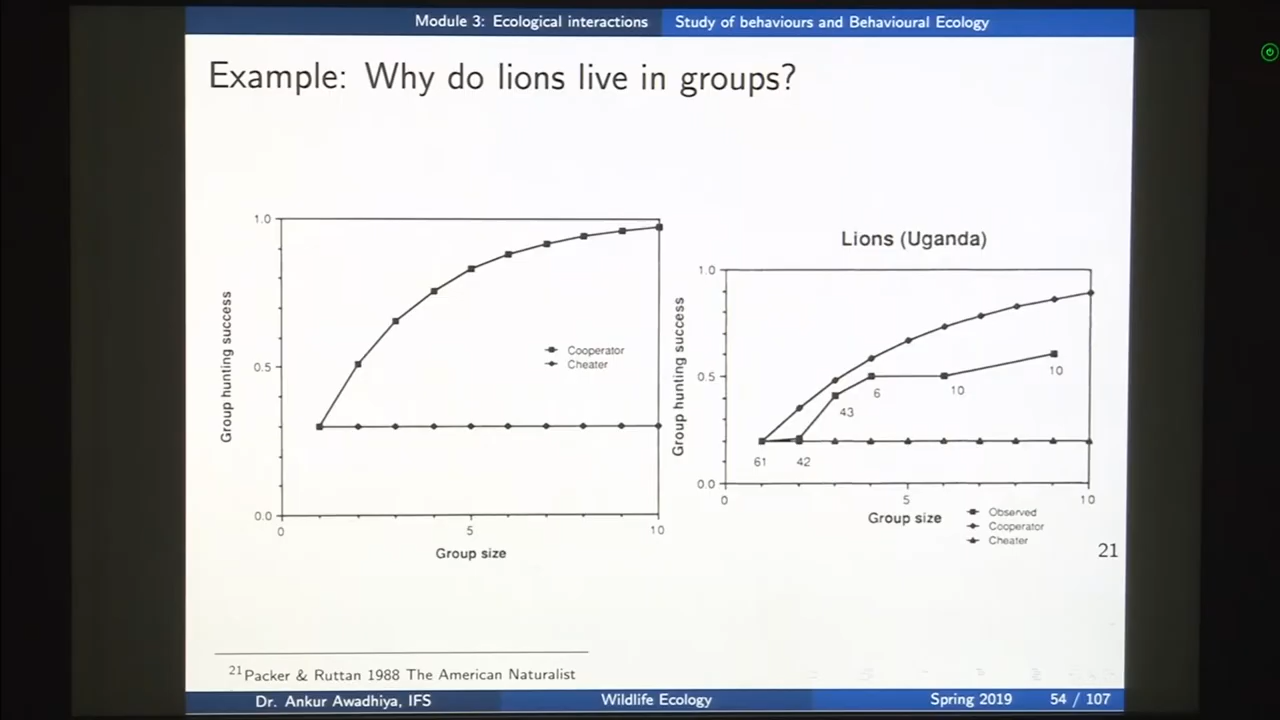 Module 3: Ecological interactions Study of behaviours and Behavioural Ecology
Example: Why do lions live in groups?
1.0
0.5
0.0
0
5
10
Group hunting success
Group size
Cooperator
Cheater
Lions (Uganda)
1.0
0.5
0.0
0
5
10
Group hunting success
Group size
61
42
43
6
10
10
Observed
Cooperator
Cheater
21
21 Packer & Ruttan 1988 The American Naturalist
Dr. Ankur Awadhiya, IFS Wildlife Ecology Spring 2019 54 / 107